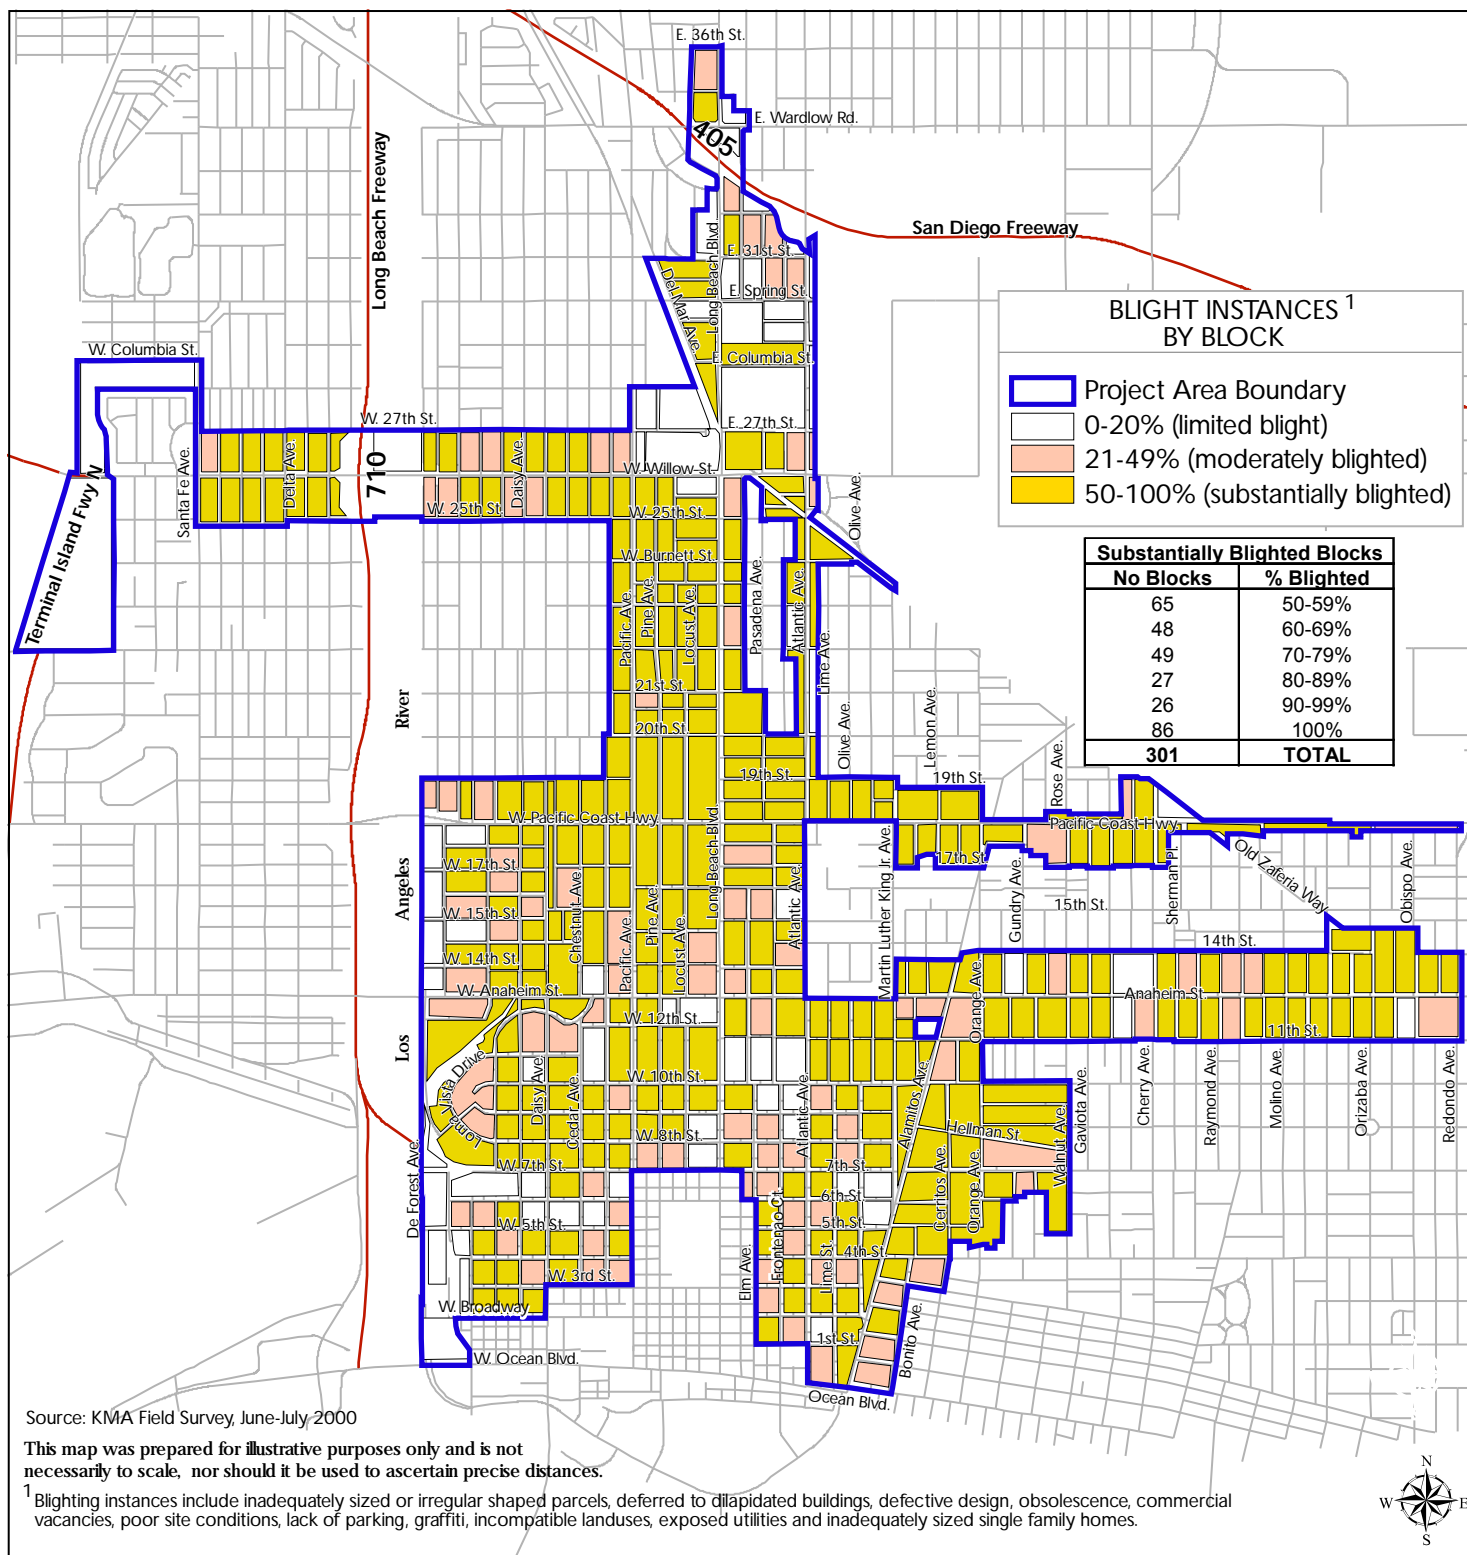 E. 36th St.
E. Wardlow Rd.
405
Long Beach Freeway
San Diego Freeway
Long Beach Blvd.
E. 31st St.
Del Mar Ave.
E. Spring St.
E. Columbia St.
W. Columbia St.
W. 27th St.
E. 27th St.
BLIGHT INSTANCES 1
BY BLOCK
Project Area Boundary
0-20% (limited blight)
21-49% (moderately blighted)
50-100% (substantially blighted)
Substantially Blighted Blocks
No Blocks % Blighted
65 50-59%
48 60-69%
49 70-79%
27 80-89%
26 90-99%
86 100%
301 TOTAL
Santa Fe Ave.
Delta Ave.
710
Daisy Ave.
W. Willow St.
W. 25th St.
W. 25th St.
Olive Ave.
Terminal Island Fwy N
W. Burnett St.
Pacific Ave.
Pine Ave.
Locust Ave.
Pasadena Ave.
Atlantic Ave.
Lime Ave.
21st St.
20th St.
River
Olive Ave.
Lemon Ave.
Rose Ave.
19th St.
19th St.
W. Pacific Coast Hwy
Long Beach Blvd
Pacific Coast Hwy.
W. 17th St.
17th St.
Martin Luther King Jr. Ave.
Gundry Ave.
Sherman Pl.
Old Zaferia Way
Obispo Ave.
Angeles
W. 15th St.
Chestnut Ave.
15th St.
Pacific Ave.
Pine Ave.
Locust Ave.
Atlantic Ave.
W. 14th St.
14th St.
W. Anaheim St.
Anaheim St.
Orange Ave.
W. 12th St.
11th St.
Los
Loma Vista Drive
Daisy Ave.
Cedar Ave.
W. 10th St.
Atlantic Ave.
Alamitos Ave.
Gaviota Ave.
Cherry Ave.
Raymond Ave.
Molino Ave.
Orizaba Ave.
Redondo Ave.
W. 8th St.
Hellman St.
Walnut Ave.
W. 7th St.
7th St.
De Forest Ave.
6th St.
Cerritos Ave.
Orange Ave.
W. 5th St.
5th St.
Elm Ave.
Frontenac Ct.
Lime St.
4th St.
W. 3rd St.
W. Broadway
1st St.
Bonito Ave.
W. Ocean Blvd.
Ocean Blvd.
Source: KMA Field Survey, June-July 2000
This map was prepared for illustrative purposes only and is not
necessarily to scale, nor should it be used to ascertain precise distances.
1 Blighting instances include inadequately sized or irregular shaped parcels, deferred to dilapidated buildings, defective design, obsolescence, commercial
vacancies, poor site conditions, lack of parking, graffiti, incompatible landuses, exposed utilities and inadequately sized single family homes.
N
W E
S